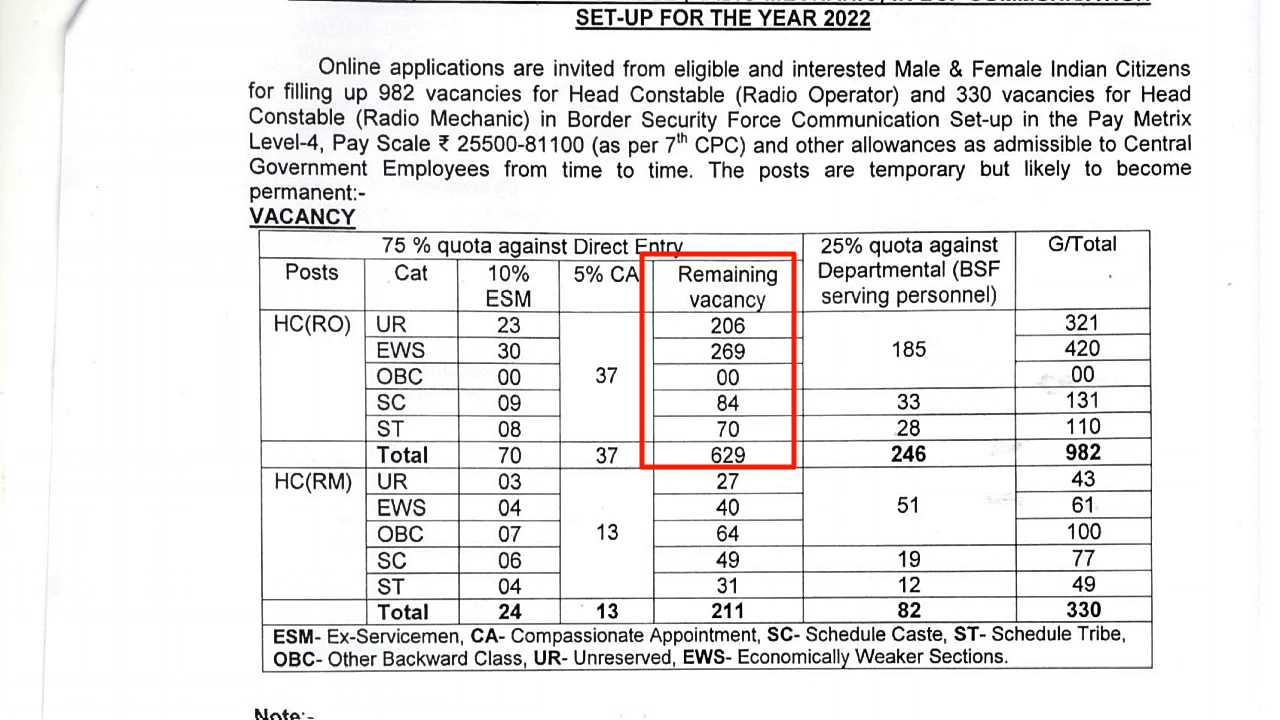 SET-UP FOR THE YEAR 2022
Online applications are invited from eligible and interested Male & Female Indian Citizens
for filling up 982 vacancies for Head Constable (Radio Operator) and 330 vacancies for Head
Constable (Radio Mechanic) in Border Security Force Communication Set-up in the Pay Metrix
Level-4, Pay Scale ₹ 25500-81100 (as per 7th CPC) and other allowances as admissible to Central
Government Employees from time to time. The posts are temporary but likely to become
permanent:-
VACANCY
75 % quota against Direct Entry 25% quota against Departmental (BSF serving personnel) G/Total
Posts Cat 10% ESM 5% CA Remaining vacancy
HC(RO) UR 23 37 206 185 321
EWS 30 269 420
OBC 00 00 00
SC 09 84 33 131
ST 08 70 28 110
Total 70 37 629 246 982
HC(RM) UR 03 13 27 51 43
EWS 04 40 61
OBC 07 64 100
SC 06 49 19 77
ST 04 31 12 49
Total 24 13 211 82 330
ESM- Ex-Servicemen, CA- Compassionate Appointment, SC- Schedule Caste, ST- Schedule Tribe,
OBC- Other Backward Class, UR- Unreserved, EWS- Economically Weaker Sections.
Note:-